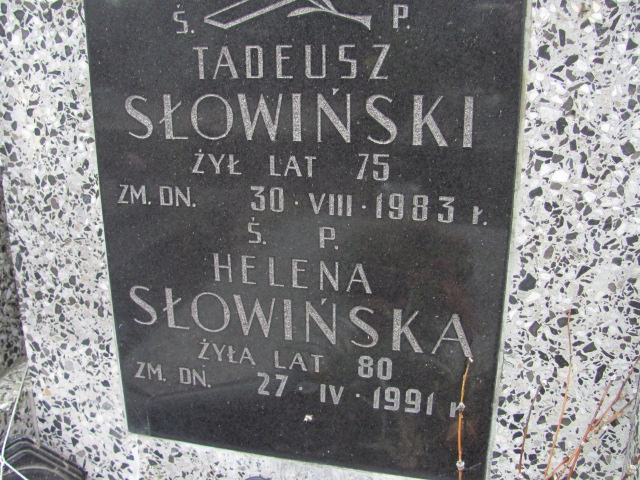 Ś. P.
TADEUSZ
SŁOWIŃSKI
ŻYŁ LAT 75
ZM. DN. 30 · VIII · 1983 r.
Ś. P.
HELENA
SŁOWIŃSKA
ŻYŁA LAT 80
ZM. DN. 27 · IV · 1991 r